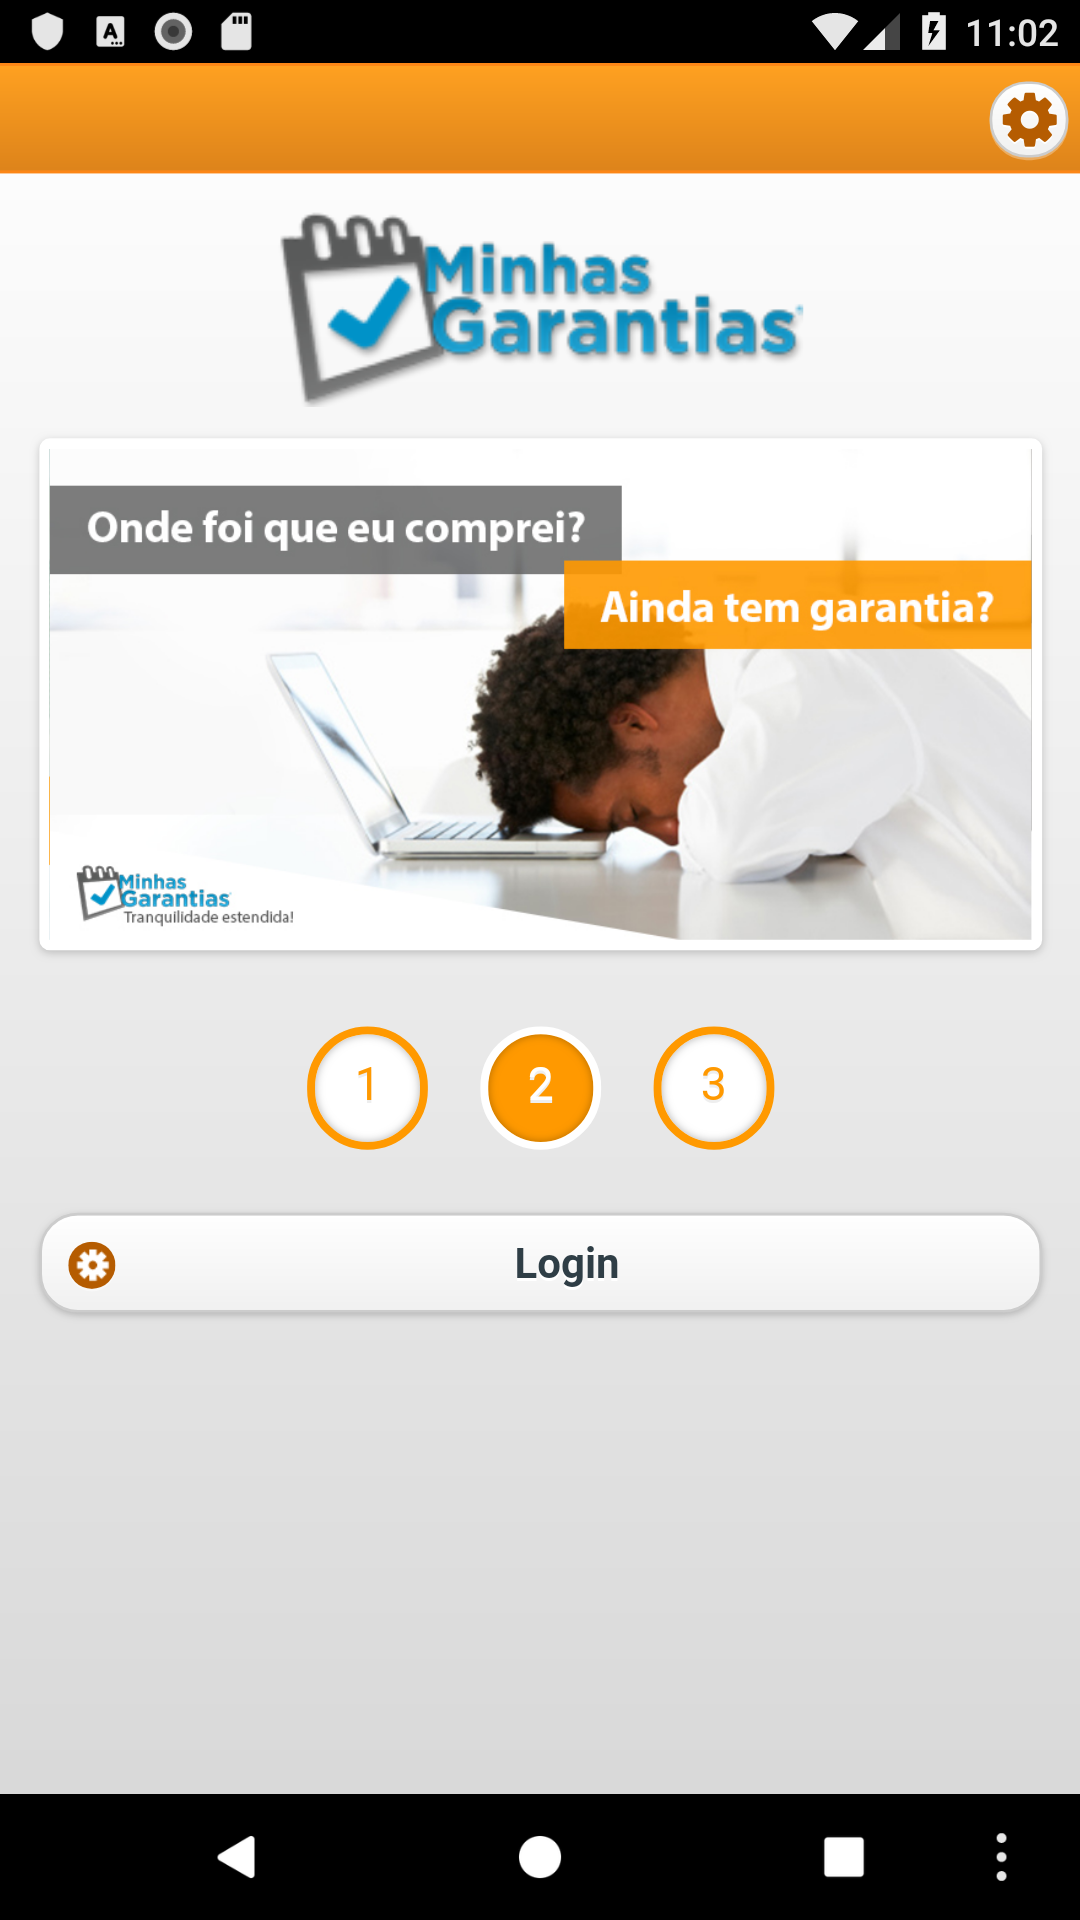 11:02
Minhas
Garantias
Onde foi que eu comprei?
Ainda tem garantia?
Minhas
Garantias
Tranquilidade estendida!
1
2
3
Login